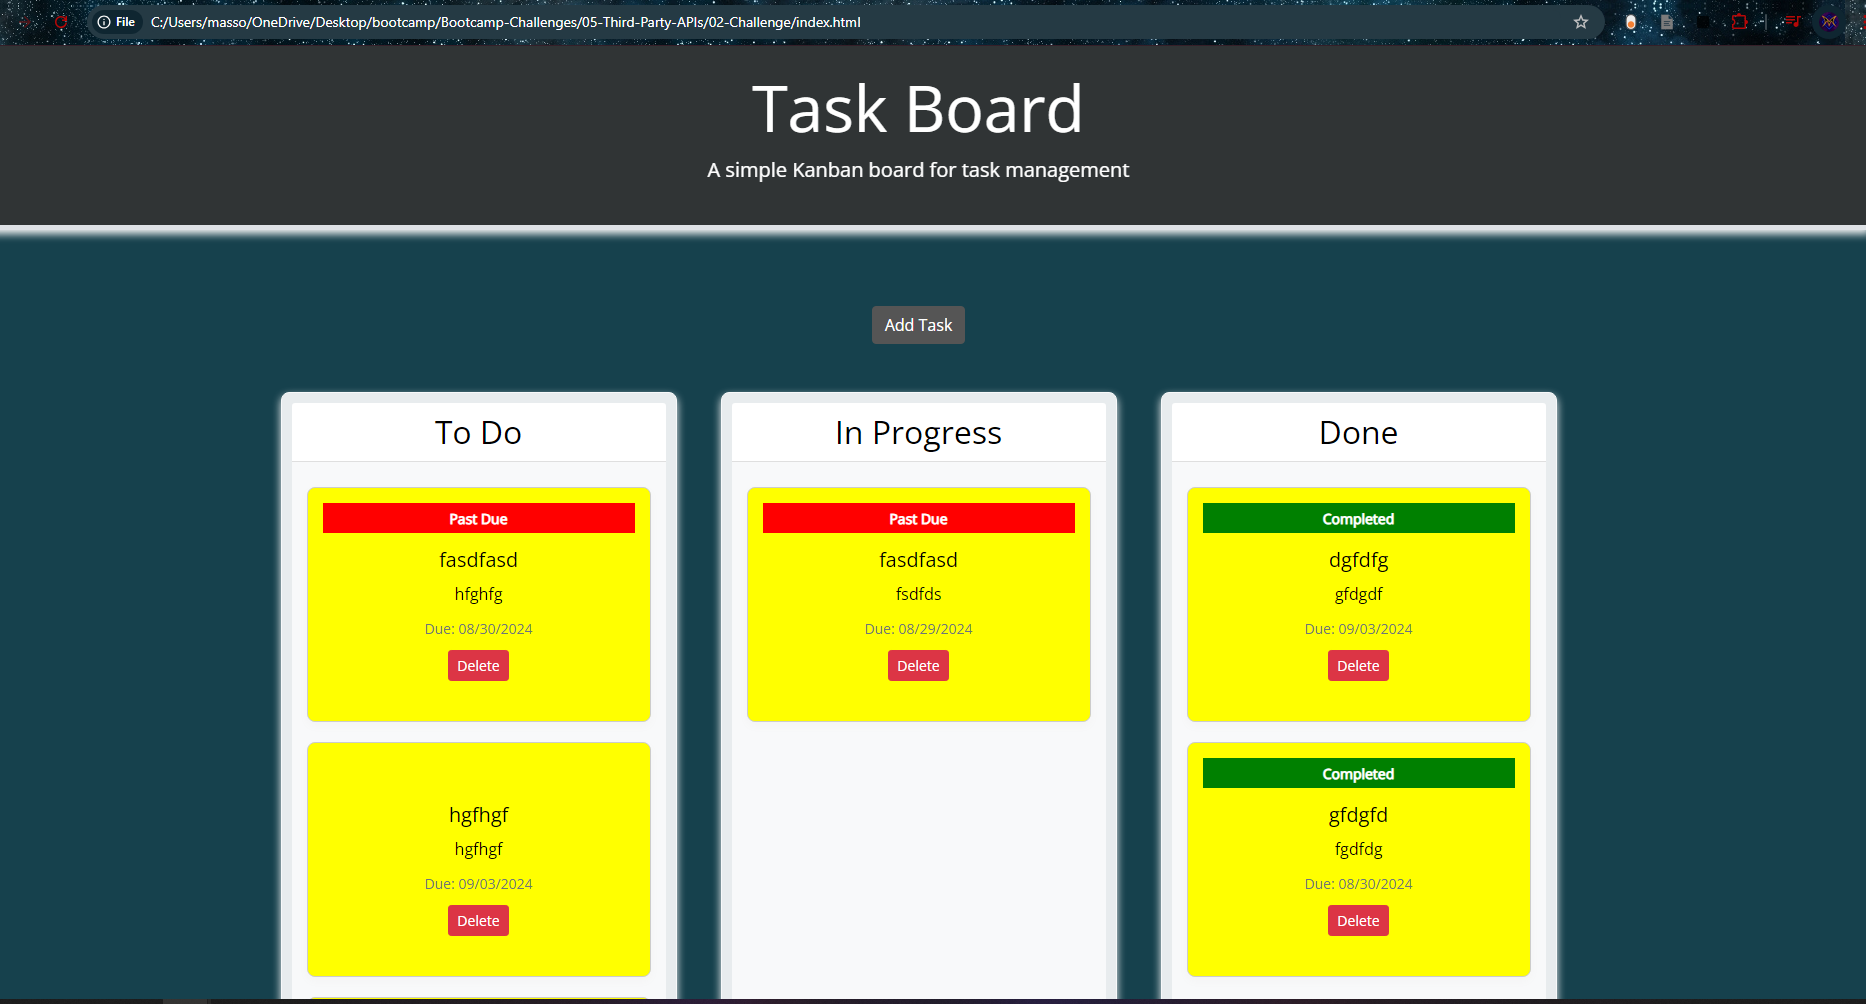 File C:/Users/masso/OneDrive/Desktop/bootcamp/Bootcamp-Challenges/05-Third-Party-APIs/02-Challenge/index.html
Task Board
A simple Kanban board for task management
Add Task
To Do
Past Due
fasdfasd
hfghfg
Due: 08/30/2024
Delete
hgfhgf
hgfhgf
Due: 09/03/2024
Delete
In Progress
Past Due
fasdfasd
fsdfds
Due: 08/29/2024
Delete
Done
Completed
dgfdfg
gfdgdf
Due: 09/03/2024
Delete
Completed
gfdgfd
fgdfdg
Due: 08/30/2024
Delete